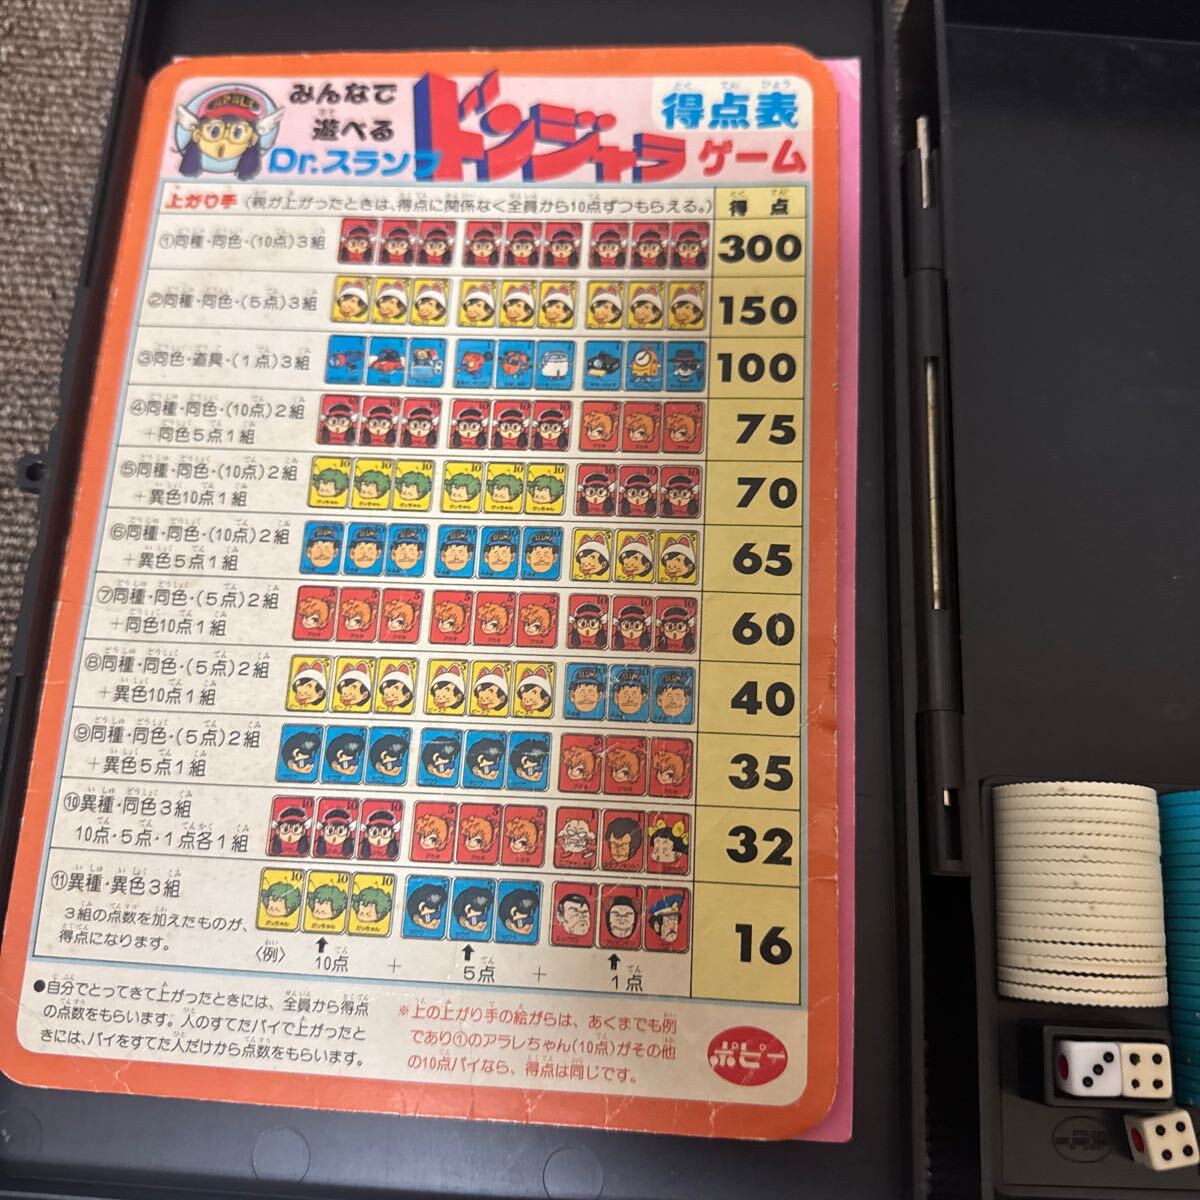 みんなで
遊べる
Dr.スランプ
ドンジャラ
得点表
ゲーム
上がり手 (親が上がったときは、得点に関係なく全員から10点ずつもらえる。)
得点
①同種・同色・(10点)3組
300
②同種・同色・(5点)3組
150
③同色・道具・(1点)3組
100
④同種・同色・(10点)2組
+同色5点1組
75
⑤同種・同色・(10点)2組
+異色10点1組
70
⑥同種・同色・(10点)2組
+異色5点1組
65
⑦同種・同色・(5点)2組
+同色10点1組
60
⑧同種・同色・(5点)2組
+異色10点1組
40
⑨同種・同色・(5点)2組
+異色5点1組
35
⑩異種・同色3組
10点・5点・1点各1組
32
⑪異種・異色3組
3組の点数を加えたものが、
得点になります。
〈例〉
10点 + 5点 + 1点
16
●自分でとってきて上がったときには、全員から得点
の点数をもらいます。人のすてたパイで上がったと
きには、パイをすてた人だけから点数をもらいます。
※上の上がり手の絵がらは、あくまでも例
であり①のアラレちゃん(10点)がその他
の10点パイなら、得点は同じです。
ポピー